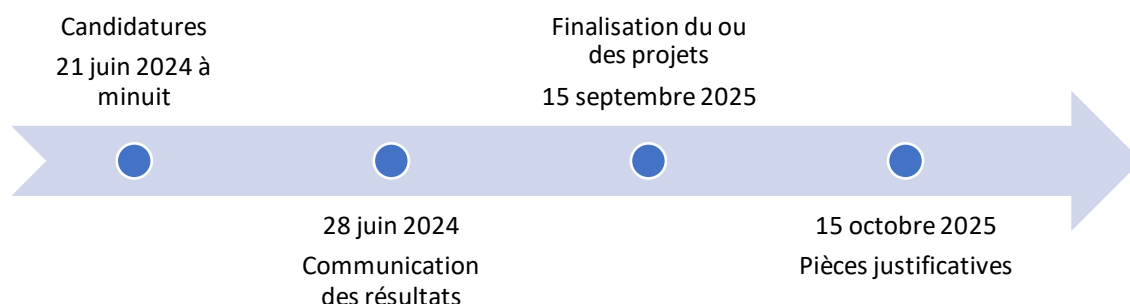 Candidatures
21 juin 2024 à
minuit
28 juin 2024
Communication
des résultats
Finalisation du ou
des projets
15 septembre 2025
15 octobre 2025
Pièces justificatives